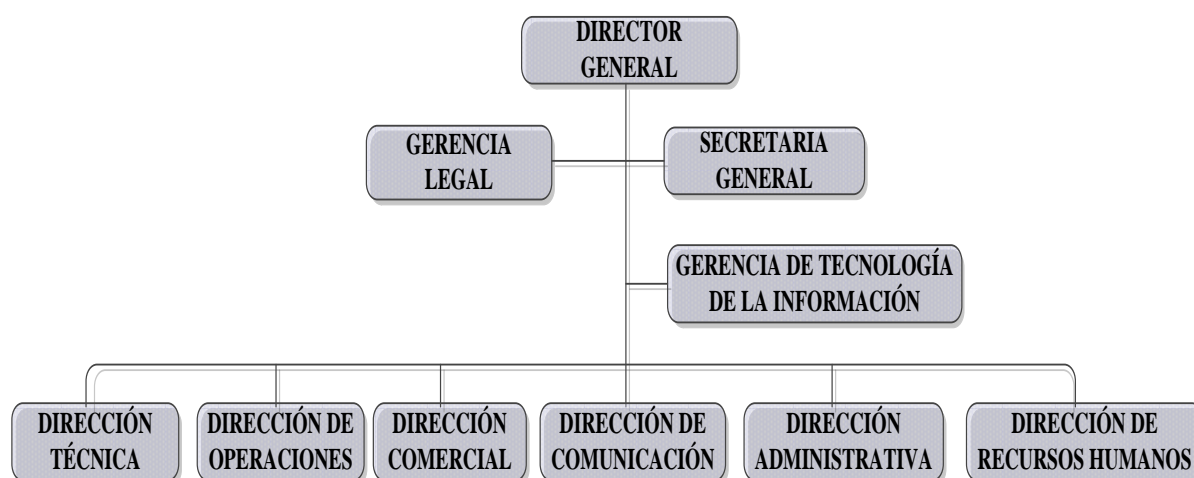 DIRECTOR
GENERAL
GERENCIA
LEGAL
SECRETARIA
GENERAL
GERENCIA DE TECNOLOGÍA
DE LA INFORMACIÓN
DIRECCIÓN
TÉCNICA
DIRECCIÓN DE
OPERACIONES
DIRECCIÓN
COMERCIAL
DIRECCIÓN DE
COMUNICACIÓN
DIRECCIÓN
ADMINISTRATIVA
DIRECCIÓN DE
RECURSOS HUMANOS